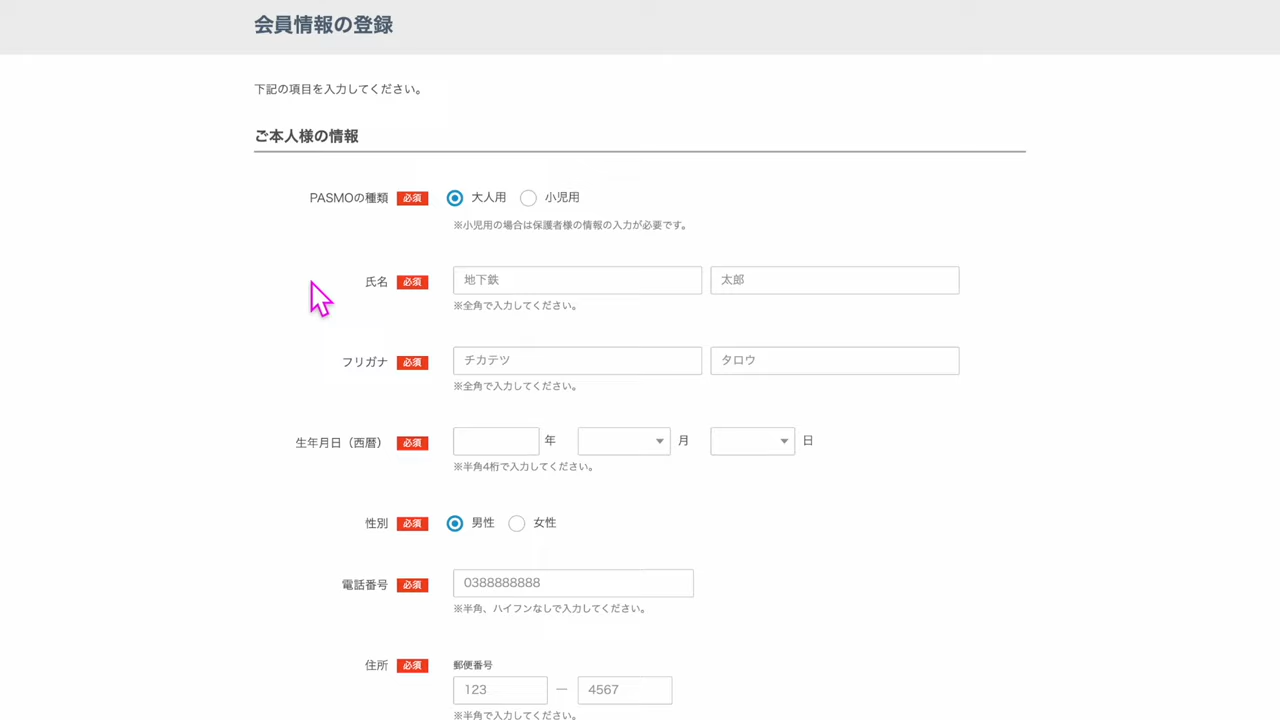 会員情報の登録
下記の項目を入力してください。
ご本人様の情報
PASMOの種類 必須 大人用 小児用
※小児用の場合は保護者様の情報の入力が必要です。
氏名 必須 地下鉄 太郎
※全角で入力してください。
フリガナ 必須 チカテツ タロウ
※全角で入力してください。
生年月日（西暦） 必須 年 月 日
※半角4桁で入力してください。
性別 必須 男性 女性
電話番号 必須 0388888888
※半角、ハイフンなしで入力してください。
住所 必須 郵便番号
123 — 4567
※半角で入力してください。